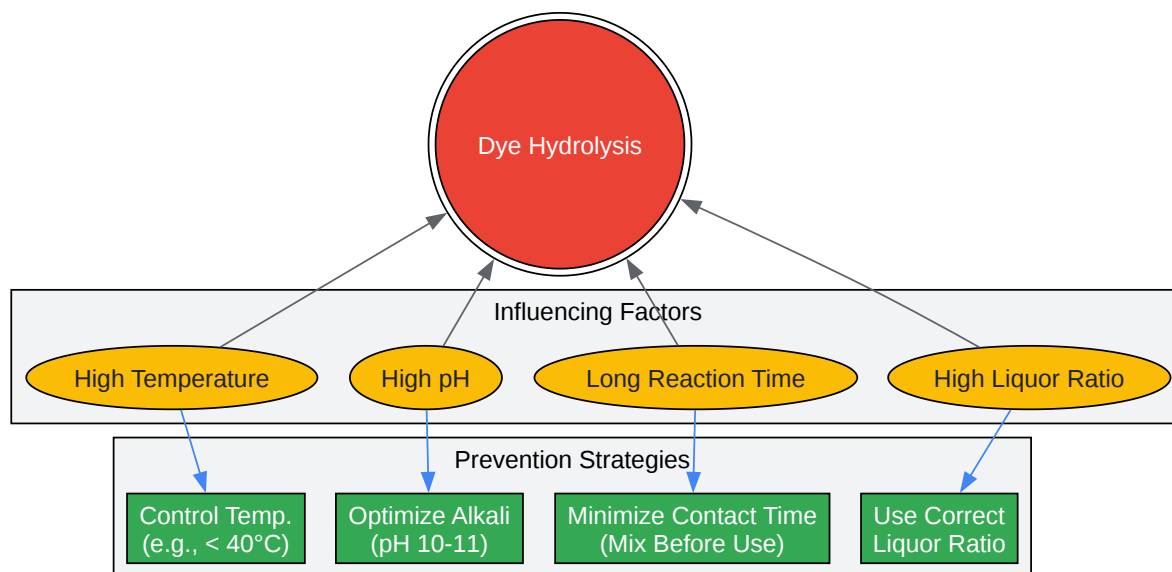 Dye Hydrolysis
Influencing Factors
High Temperature
High pH
Long Reaction Time
High Liquor Ratio
Prevention Strategies
Control Temp.
(e.g., < 40°C)
Optimize Alkali
(pH 10-11)
Minimize Contact Time
(Mix Before Use)
Use Correct
Liquor Ratio